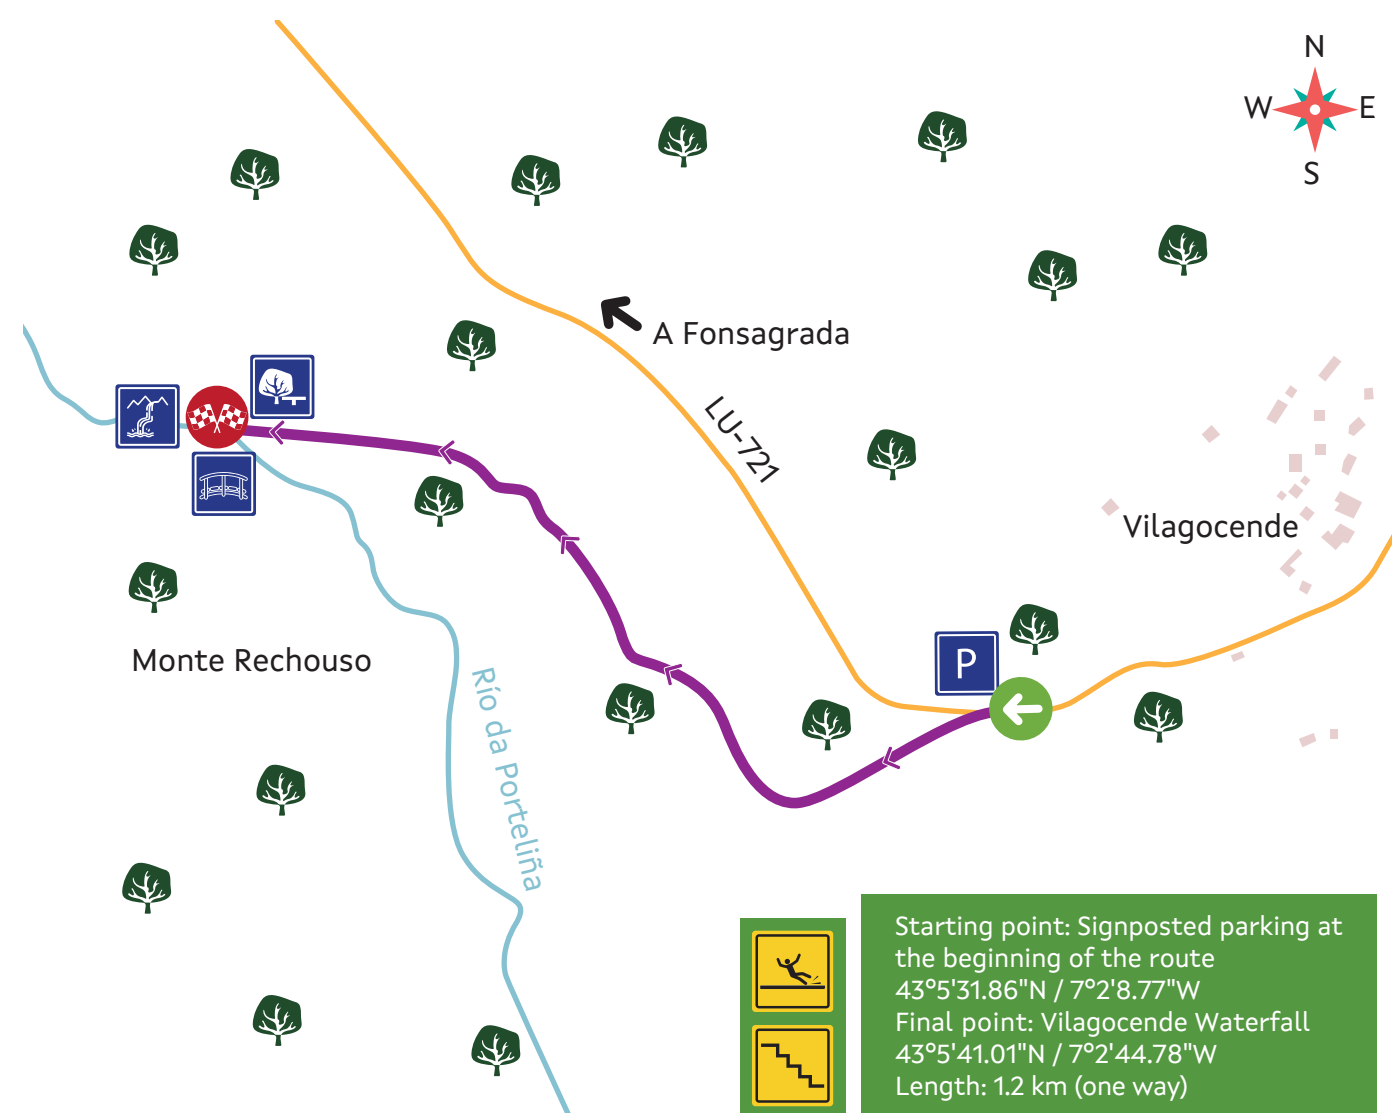 N
W E
S
A Fonsagrada
LU-721
Vilagocende
P
Monte Rechouso
Río da Porteliña
Starting point: Signposted parking at
the beginning of the route
43°5'31.86"N / 7°2'8.77"W
Final point: Vilagocende Waterfall
43°5'41.01"N / 7°2'44.78"W
Length: 1.2 km (one way)